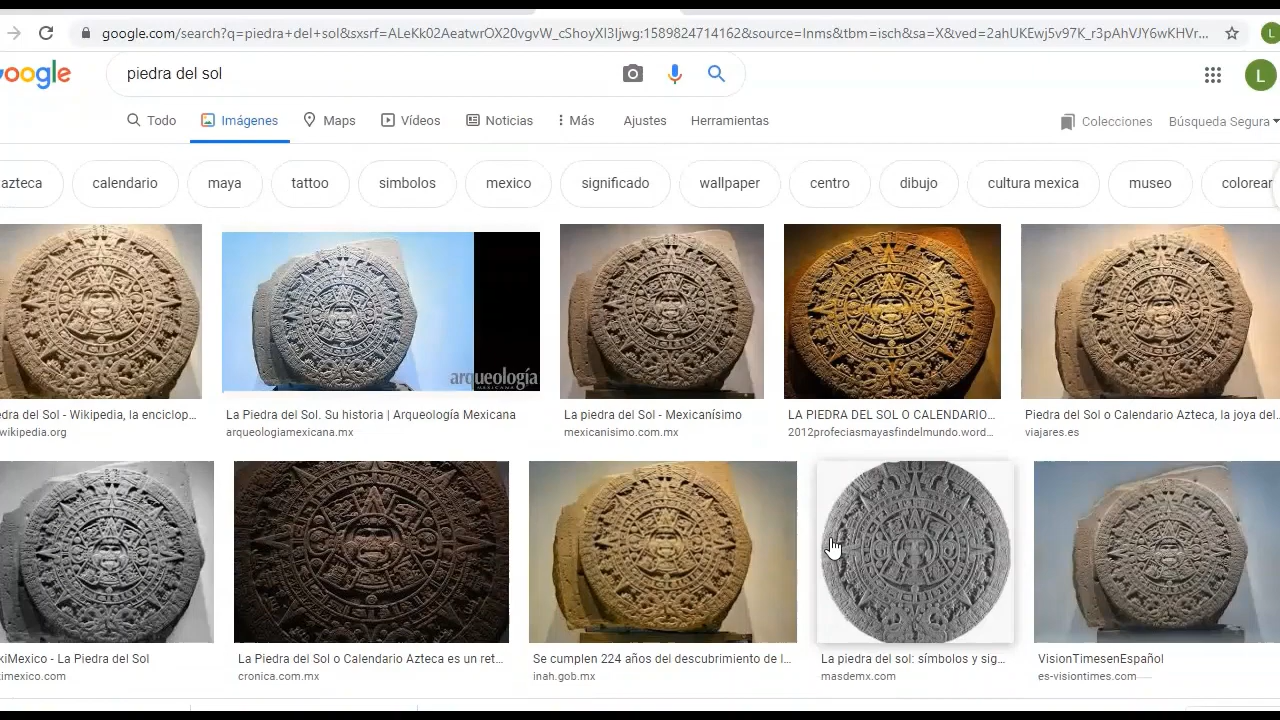 google.com/search?q=piedra+del+sol&sxsrf=ALeKk02AeatwrOX20vgvW_cShoyXI3Ijwg:1589824714162&source=lnms&tbm=isch&sa=X&ved=2ahUKEwj5v97K_r3pAhVJY6wKHVr...
L
oogle
piedra del sol
L
Todo Imágenes Maps Vídeos Noticias Más Ajustes Herramientas Colecciones Búsqueda Segura
azteca calendario maya tattoo simbolos mexico significado wallpaper centro dibujo cultura mexica museo colorear
arqueología
MEXICANA
edra del Sol - Wikipedia, la enciclop... La Piedra del Sol. Su historia | Arqueología Mexicana La piedra del Sol - Mexicanísimo LA PIEDRA DEL SOL O CALENDARIO... Piedra del Sol o Calendario Azteca, la joya del...
wikipedia.org arqueologiamexicana.mx mexicanisimo.com.mx 2012profeciasmayasfindelmundo.word... viajares.es
kiMexico - La Piedra del Sol La Piedra del Sol o Calendario Azteca es un ret... Se cumplen 224 años del descubrimiento de l... La piedra del sol: símbolos y sig... VisionTimesenEspañol
kimexico.com cronica.com.mx inah.gob.mx masdemx.com es-visiontimes.com